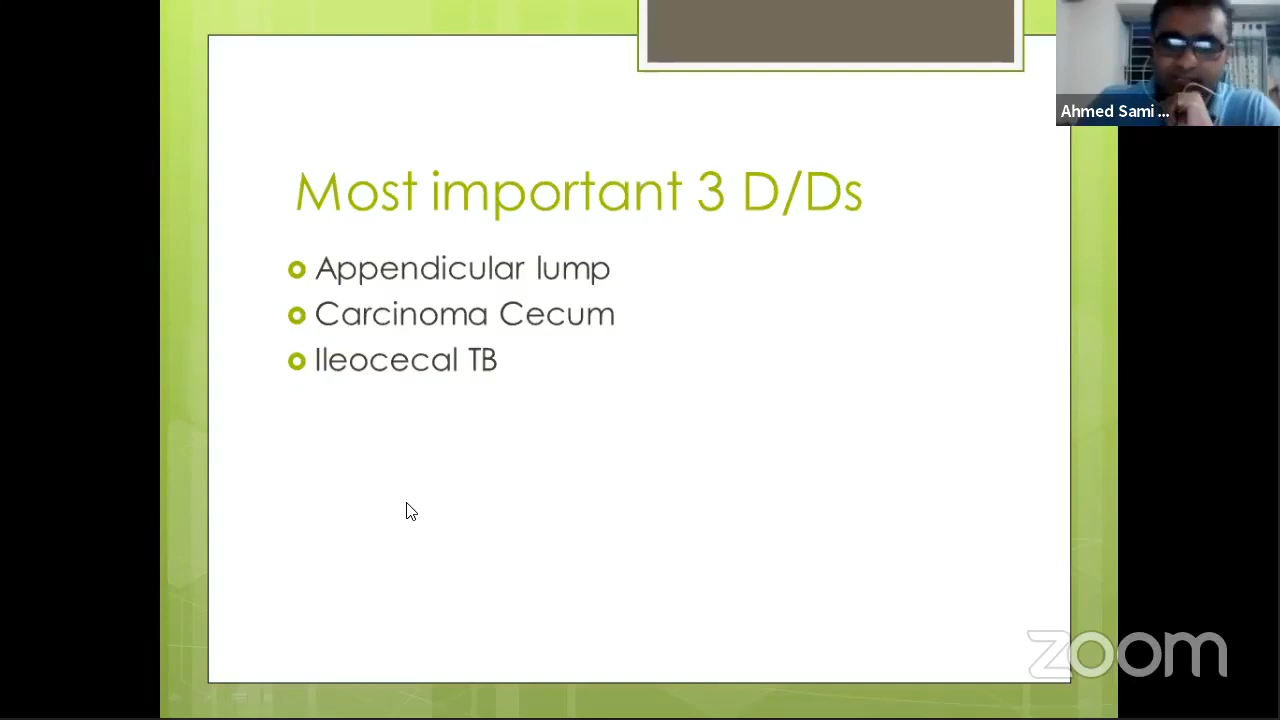 Ahmed Sami ...
Most important 3 D/Ds
Appendicular lump
Carcinoma Cecum
Ileocecal TB
zoom